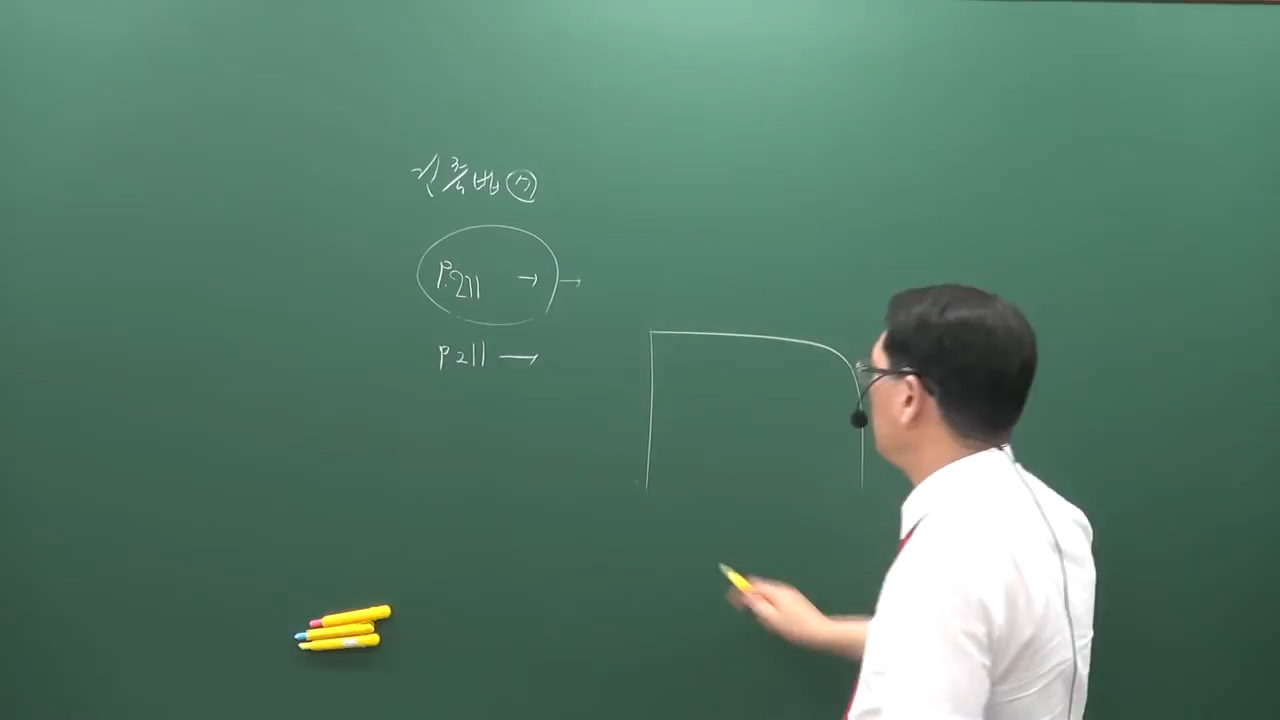 건축법 ⑦
P.211 → →
P211 →